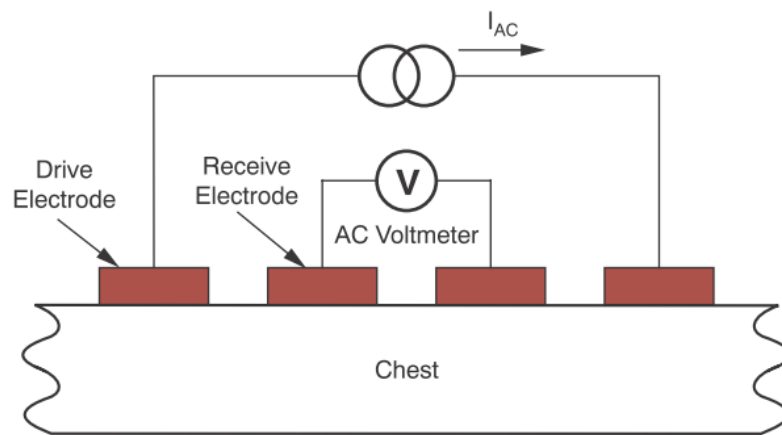 I_AC
Drive
Electrode
Receive
Electrode
V
AC Voltmeter
Chest